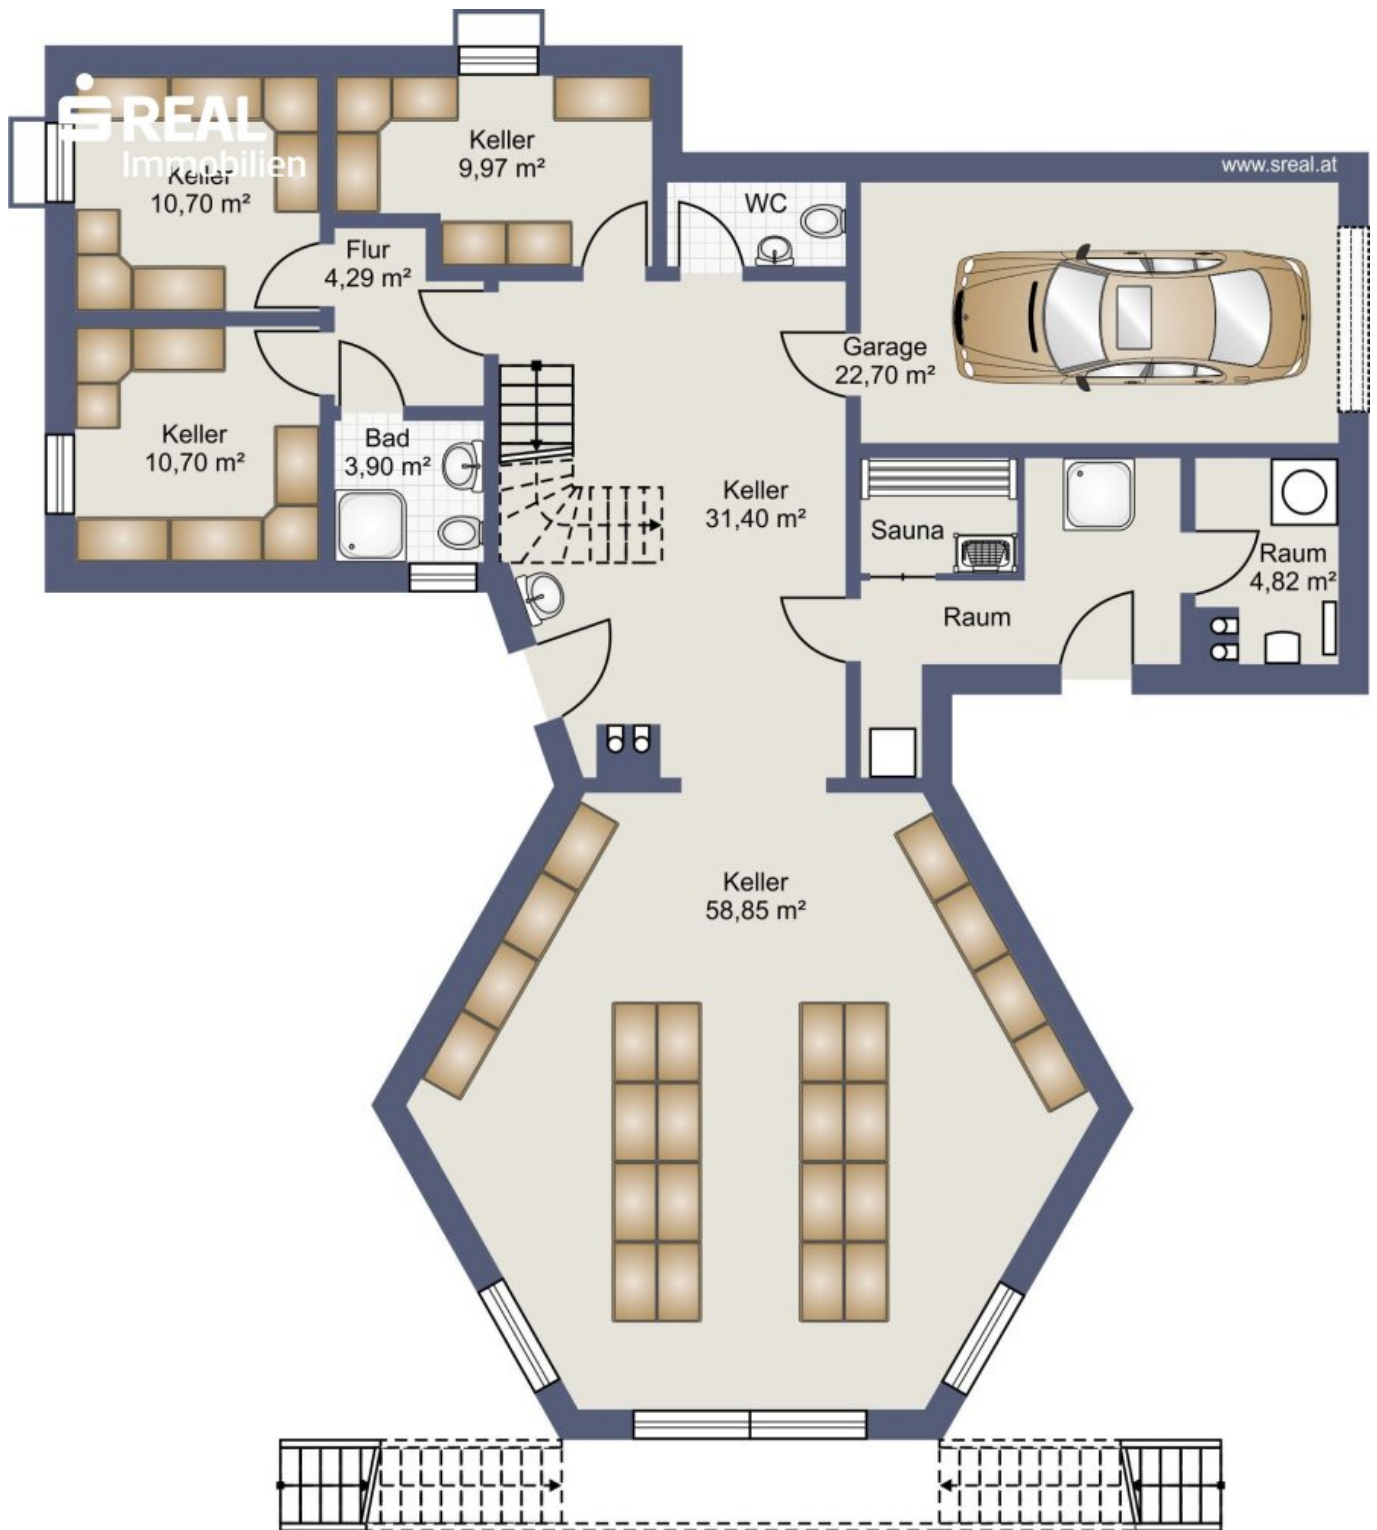 REAL
Immobilien
www.sreal.at
Keller
9,97 m²
Keller
10,70 m²
WC
Flur
4,29 m²
Garage
22,70 m²
Keller
10,70 m²
Bad
3,90 m²
Keller
31,40 m²
Sauna
Raum
4,82 m²
Raum
Keller
58,85 m²